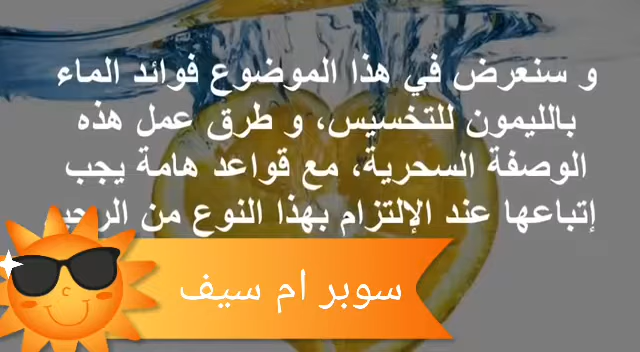 و سنعرض في هذا الموضوع فوائد الماء
بالليمون للتخسيس، و طرق عمل هذه
الوصفة السحرية، مع قواعد هامة يجب
إتباعها عند الإلتزام بهذا النوع من
سوبر ام سيف